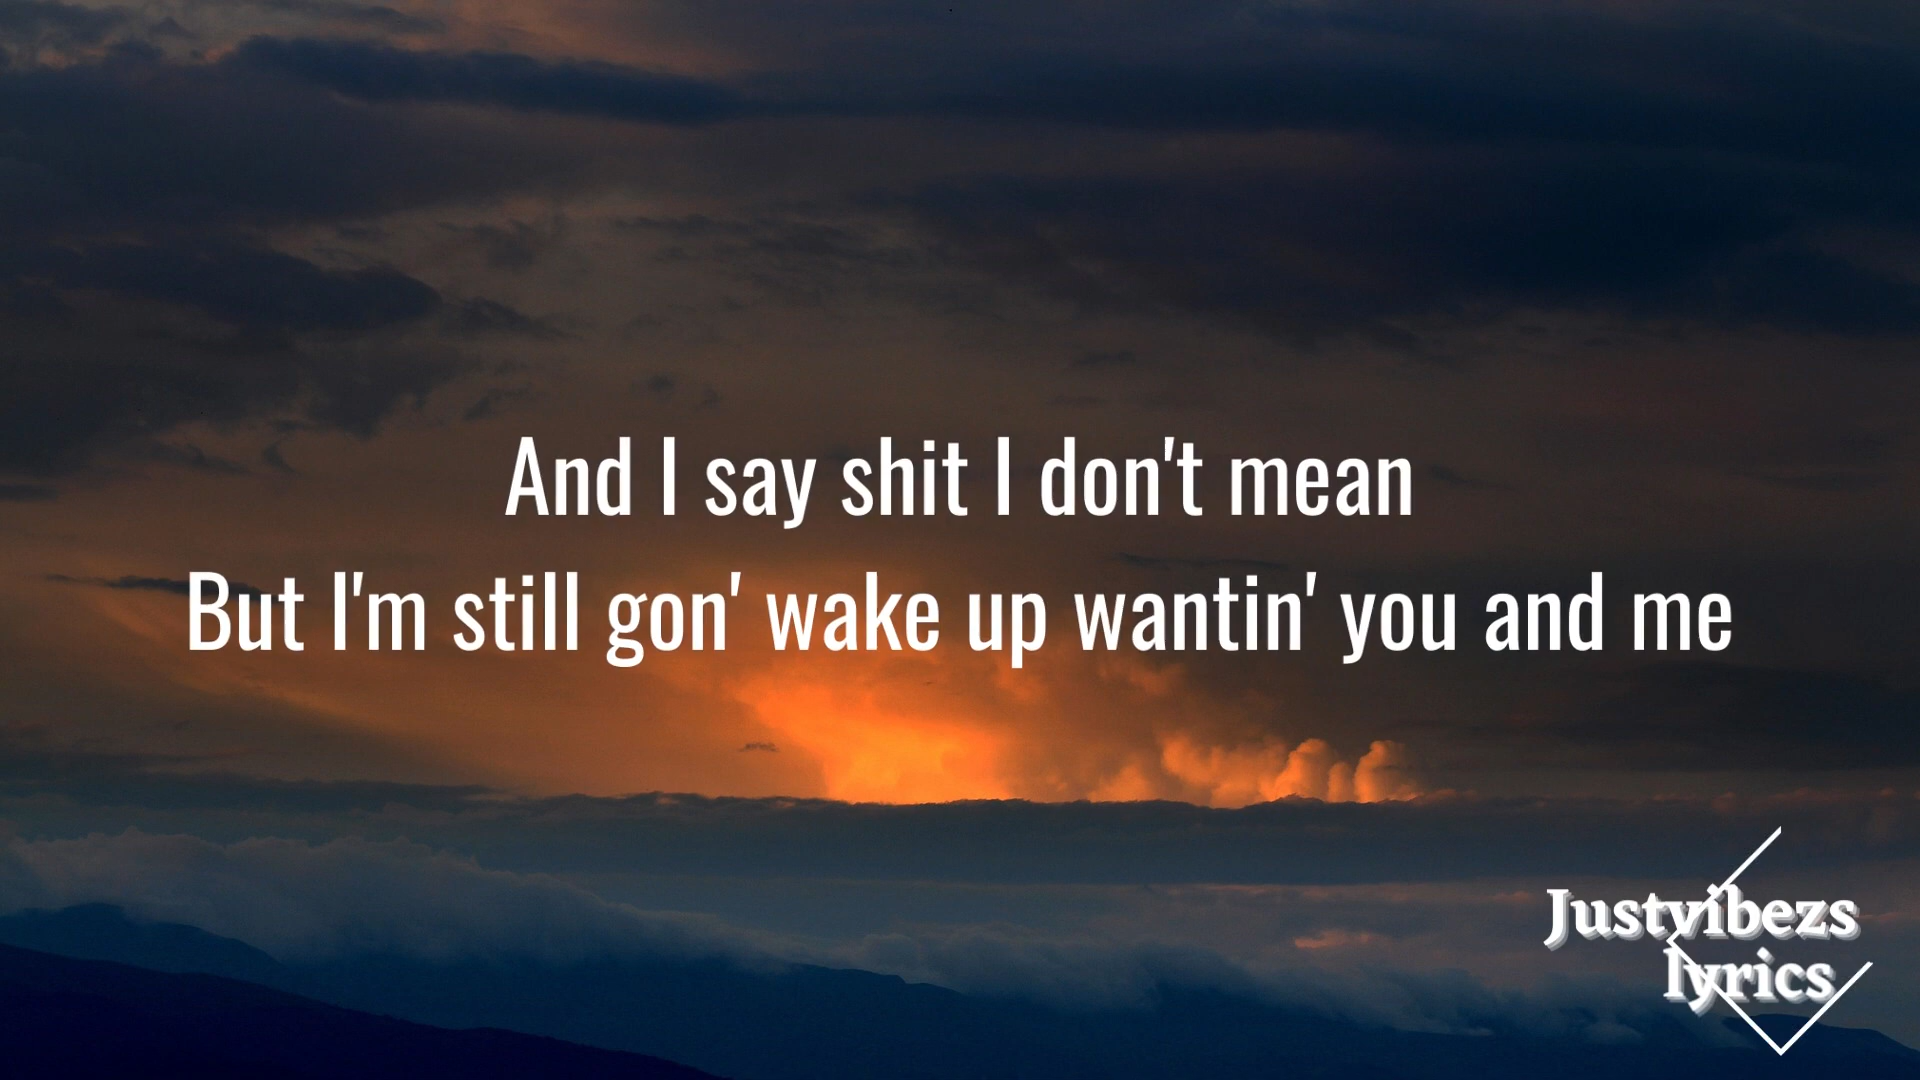 And I say shit I don't mean
But I'm still gon' wake up wantin' you and me
Justvibezs
lyrics